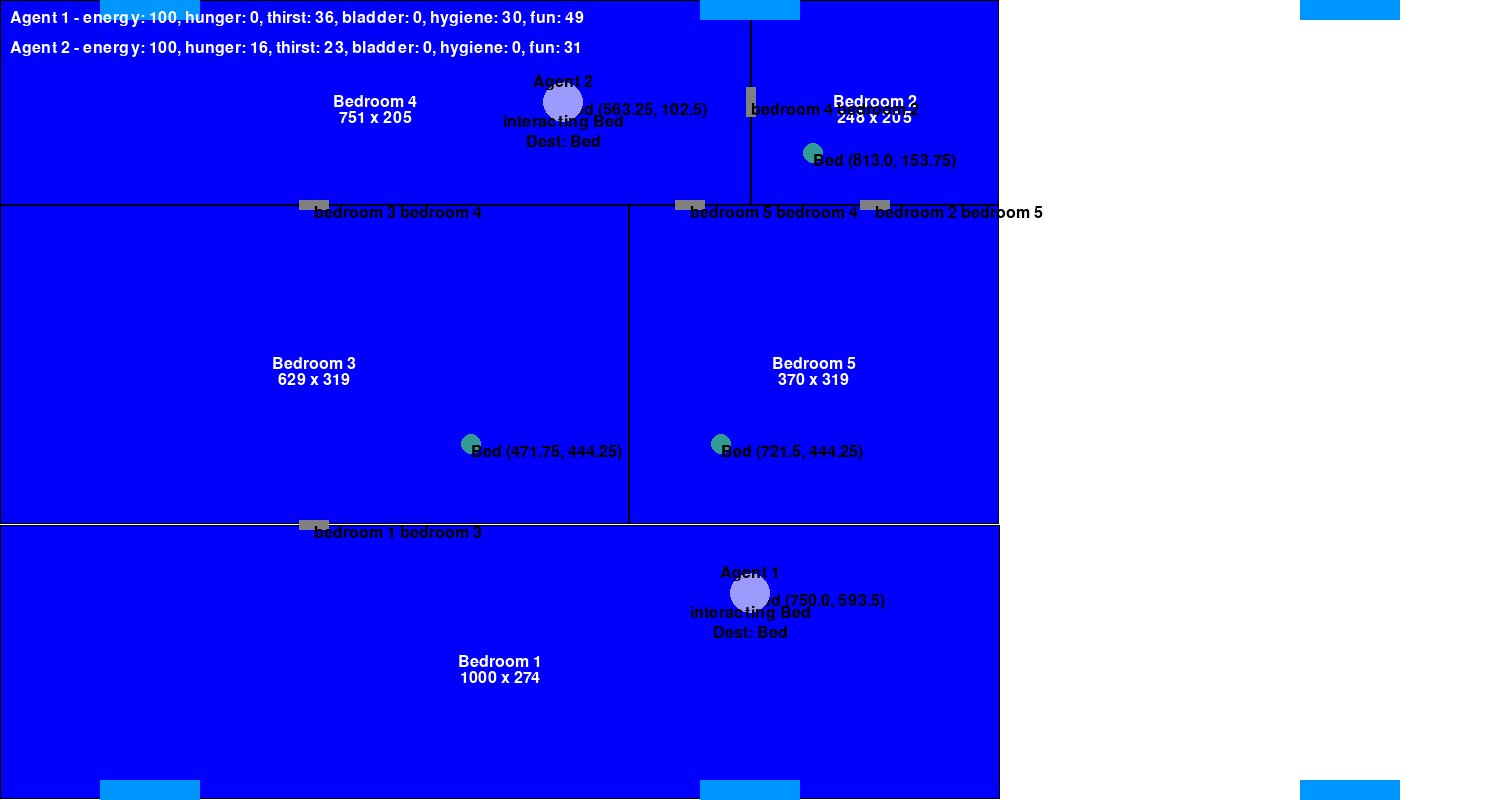 Agent 1 - energy: 100, hunger: 0, thirst: 36, bladder: 0, hygiene: 30, fun: 49
Agent 2 - energy: 100, hunger: 16, thirst: 23, bladder: 0, hygiene: 0, fun: 31
Agent 2
(563.25, 102.5)
interacting Bed
Dest: Bed
Bedroom 4
751 x 205
Bedroom 2
248 x 205
bedroom 4 bedroom 2
Bed (813.0, 153.75)
bedroom 3 bedroom 4
bedroom 5 bedroom 4
bedroom 2 bedroom 5
Bedroom 3
629 x 319
Bedroom 5
370 x 319
Bed (471.75, 444.25)
Bed (721.5, 444.25)
bedroom 1 bedroom 3
Agent 1
(750.0, 593.5)
interacting Bed
Dest: Bed
Bedroom 1
1000 x 274